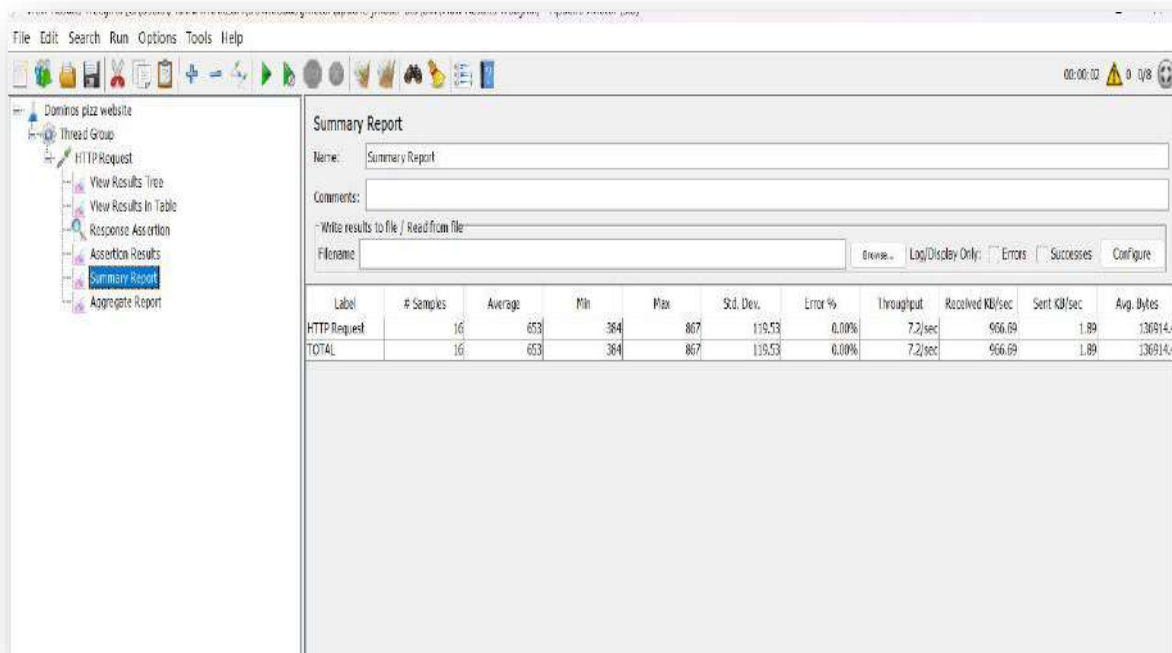 File Edit Search Run Options Tools Help
00:00:02 0 0/8
Dominos pizz website
Thread Group
HTTP Request
View Results Tree
View Results in Table
Response Assertion
Assertion Results
Summary Report
Aggregate Report
Summary Report
Name: Summary Report
Comments:
Write results to file / Read from file
Filename Browse... Log/Display Only: Errors Successes Configure
Label # Samples Average Min Max Std. Dev. Error % Throughput Received KB/sec Sent KB/sec Avg. Bytes
HTTP Request 16 653 384 867 119.53 0.00% 7.2/sec 966.69 1.89 136914.4
TOTAL 16 653 384 867 119.53 0.00% 7.2/sec 966.69 1.89 136914.4